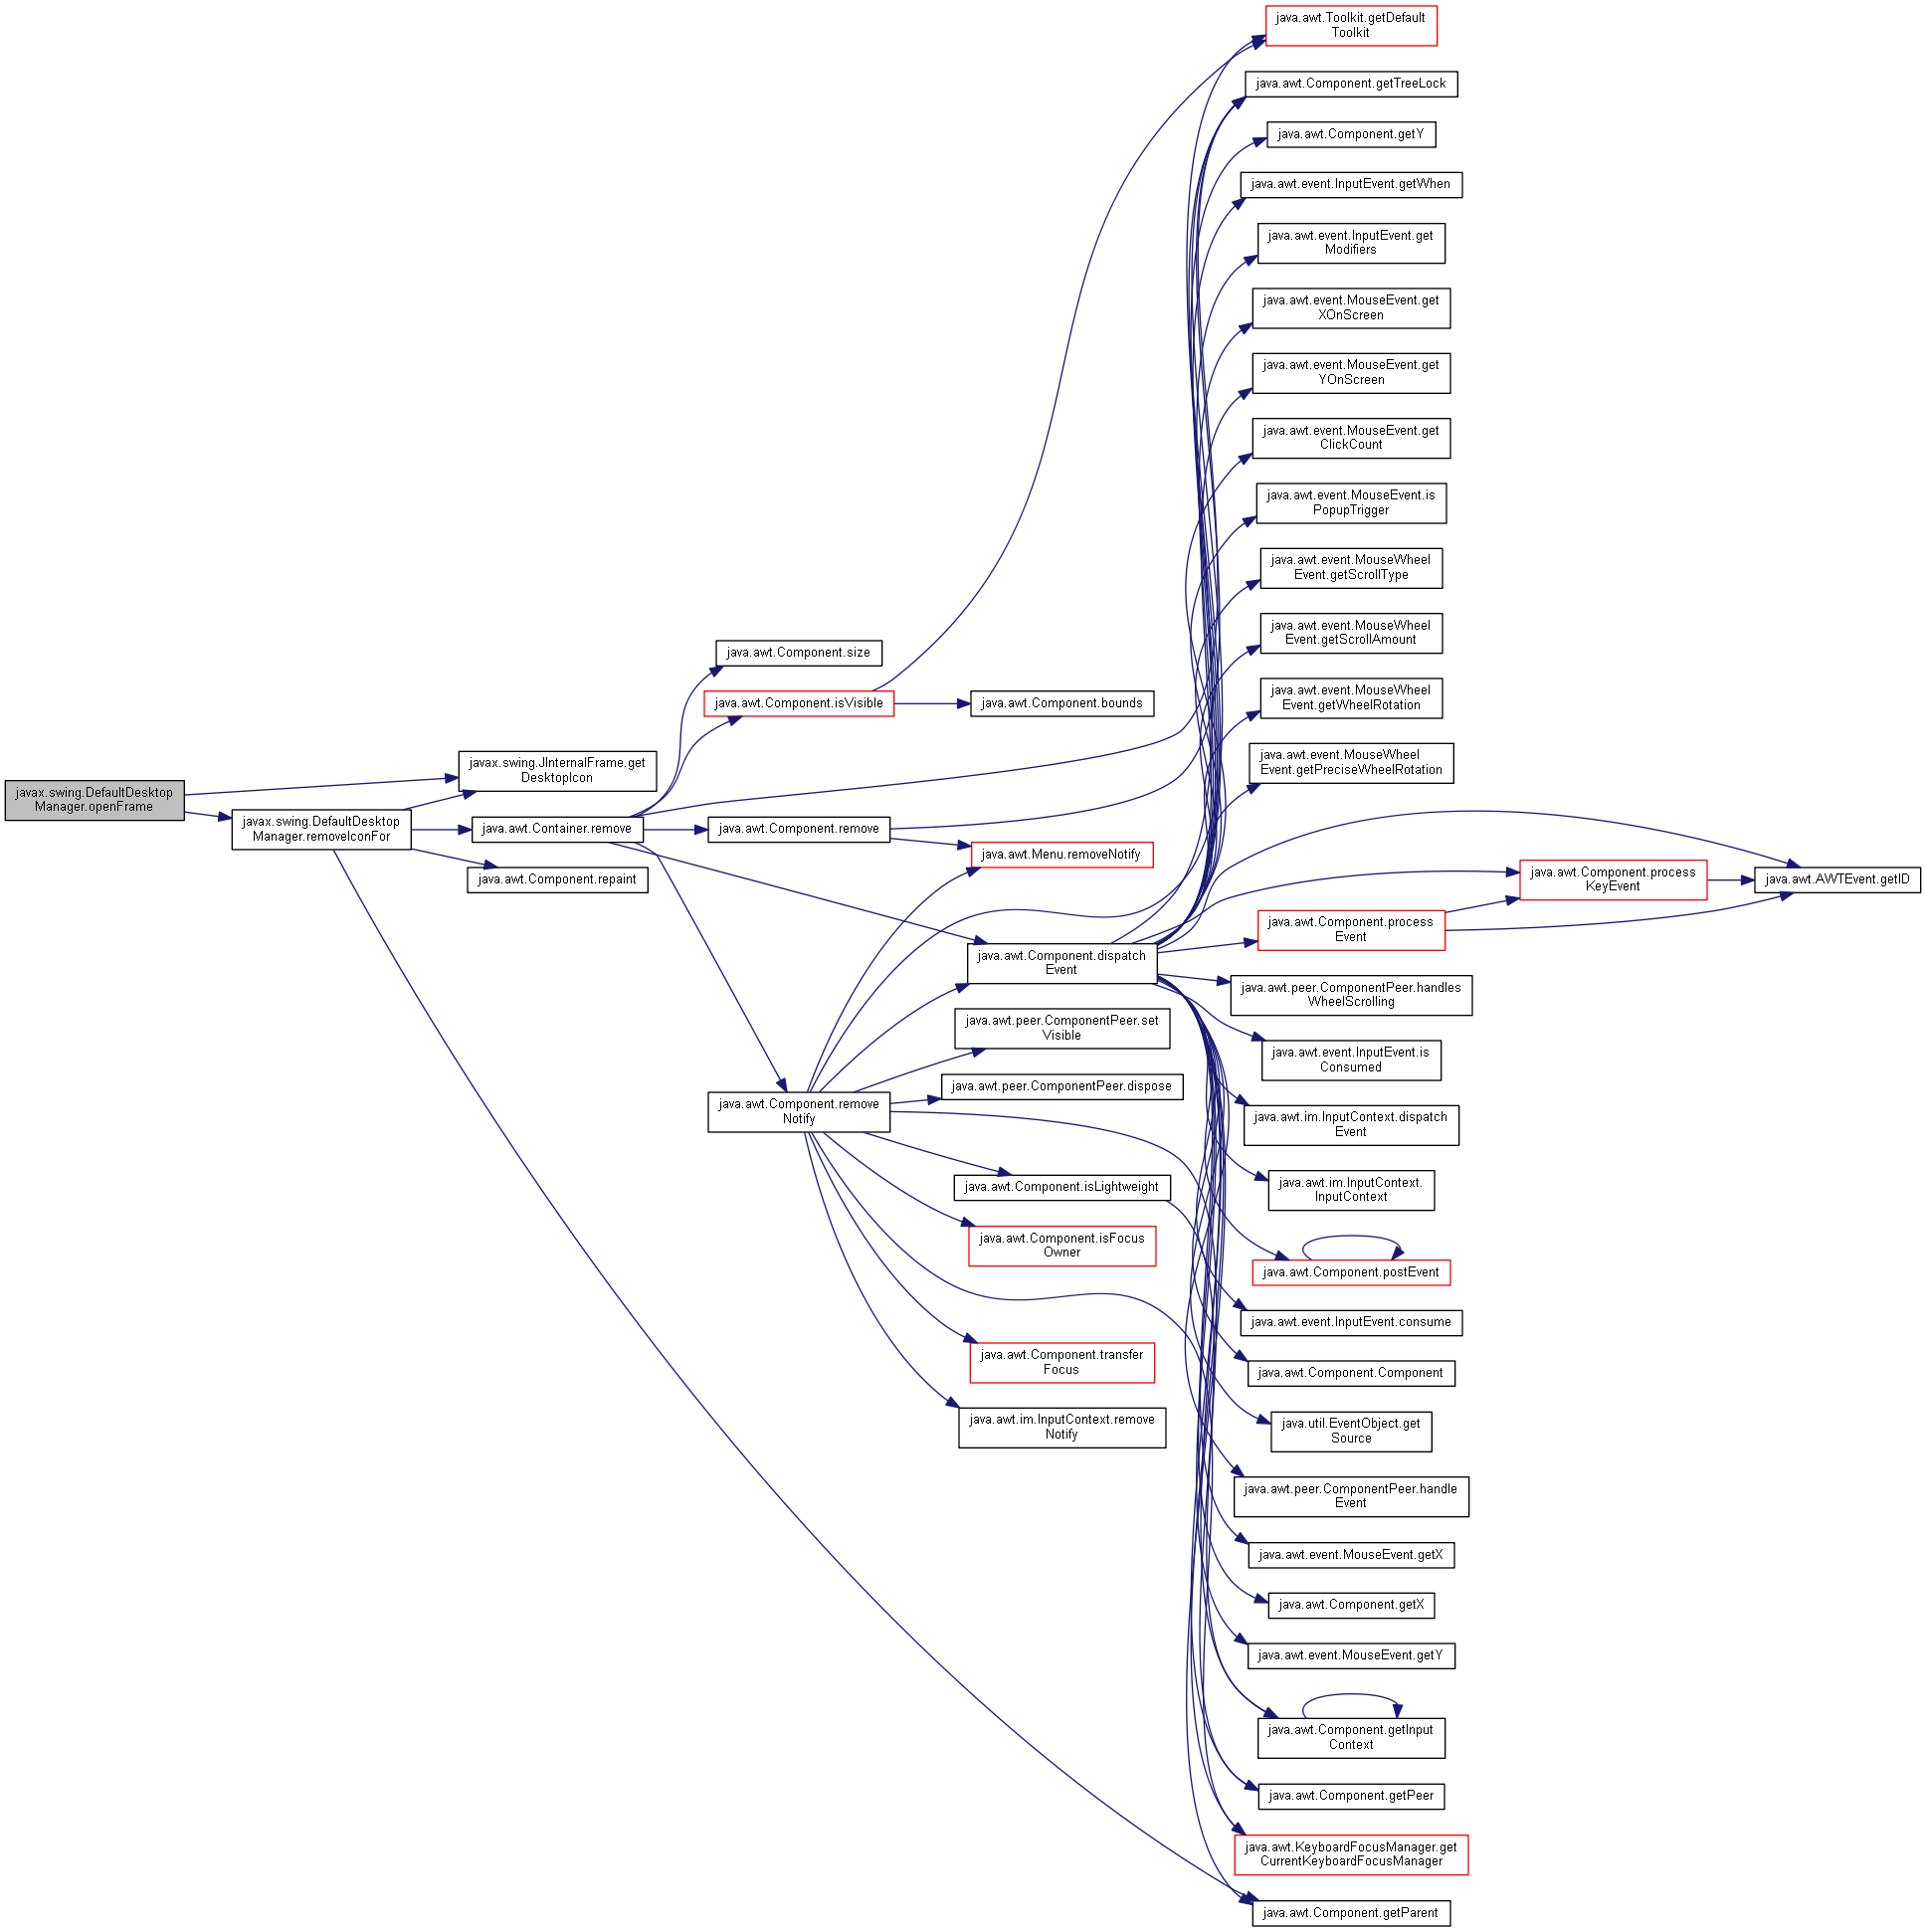 javax.swing.DefaultDesktop
Manager.openFrame
javax.swing.JInternalFrame.get
DesktopIcon
javax.swing.DefaultDesktop
Manager.removeIconFor
java.awt.Container.remove
java.awt.Component.repaint
java.awt.Component.size
java.awt.Component.isVisible
java.awt.Component.remove
java.awt.Component.remove
Notify
java.awt.Component.bounds
java.awt.Menu.removeNotify
java.awt.Component.dispatch
Event
java.awt.peer.ComponentPeer.set
Visible
java.awt.peer.ComponentPeer.dispose
java.awt.Component.isLightweight
java.awt.Component.isFocus
Owner
java.awt.Component.transfer
Focus
java.awt.im.InputContext.remove
Notify
java.awt.Toolkit.getDefault
Toolkit
java.awt.Component.getTreeLock
java.awt.Component.getY
java.awt.event.InputEvent.getWhen
java.awt.event.InputEvent.get
Modifiers
java.awt.event.MouseEvent.get
XOnScreen
java.awt.event.MouseEvent.get
YOnScreen
java.awt.event.MouseEvent.get
ClickCount
java.awt.event.MouseEvent.is
PopupTrigger
java.awt.event.MouseWheel
Event.getScrollType
java.awt.event.MouseWheel
Event.getScrollAmount
java.awt.event.MouseWheel
Event.getWheelRotation
java.awt.event.MouseWheel
Event.getPreciseWheelRotation
java.awt.Component.process
Event
java.awt.peer.ComponentPeer.handles
WheelScrolling
java.awt.event.InputEvent.is
Consumed
java.awt.im.InputContext.dispatch
Event
java.awt.im.InputContext.
InputContext
java.awt.Component.postEvent
java.awt.event.InputEvent.consume
java.awt.Component.Component
java.util.EventObject.get
Source
java.awt.peer.ComponentPeer.handle
Event
java.awt.event.MouseEvent.getX
java.awt.Component.getX
java.awt.event.MouseEvent.getY
java.awt.Component.getInput
Context
java.awt.Component.getPeer
java.awt.KeyboardFocusManager.get
CurrentKeyboardFocusManager
java.awt.Component.getParent
java.awt.Component.process
KeyEvent
java.awt.AWTEvent.getID